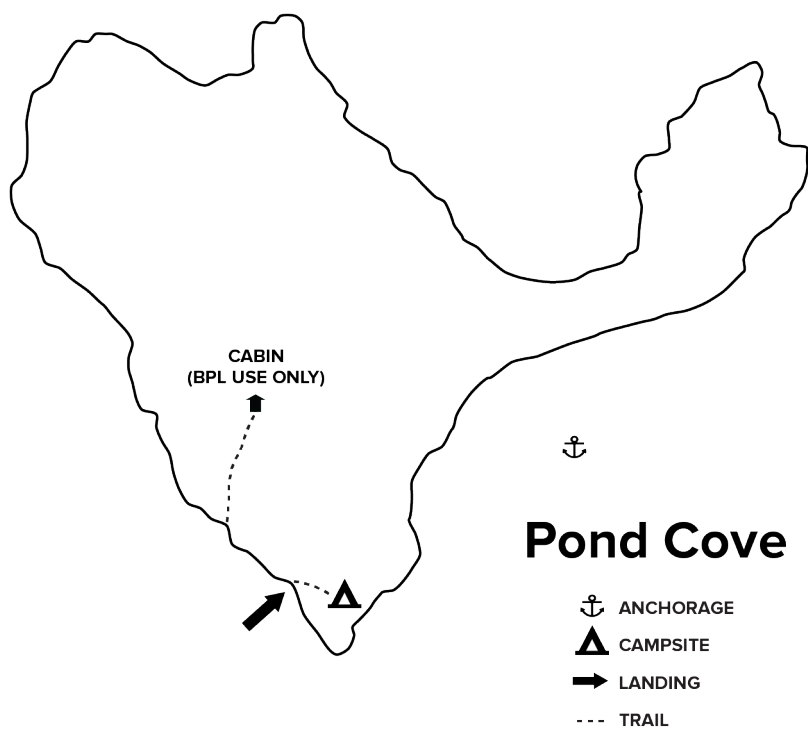 CABIN
(BPL USE ONLY)
Pond Cove
ANCHORAGE
CAMPSITE
LANDING
TRAIL